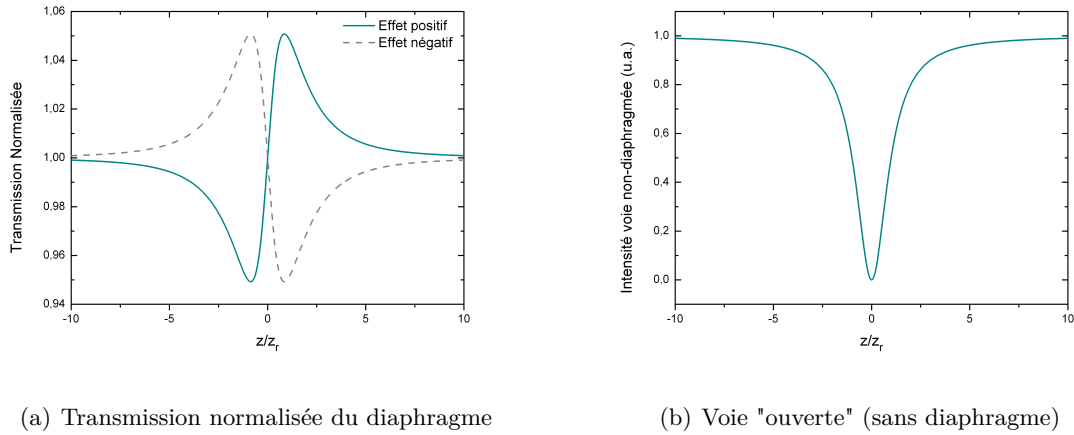 1,06
1,04
1,02
1,00
0,98
0,96
0,94
Transmission Normalisée
Effet positif
Effet négatif
-10
-5
0
5
10
z/zr
1,0
0,8
0,6
0,4
0,2
0,0
Intensité voie non-diaphragmée (u.a.)
-10
-5
0
5
10
z/zr
(a) Transmission normalisée du diaphragme
(b) Voie "ouverte" (sans diaphragme)